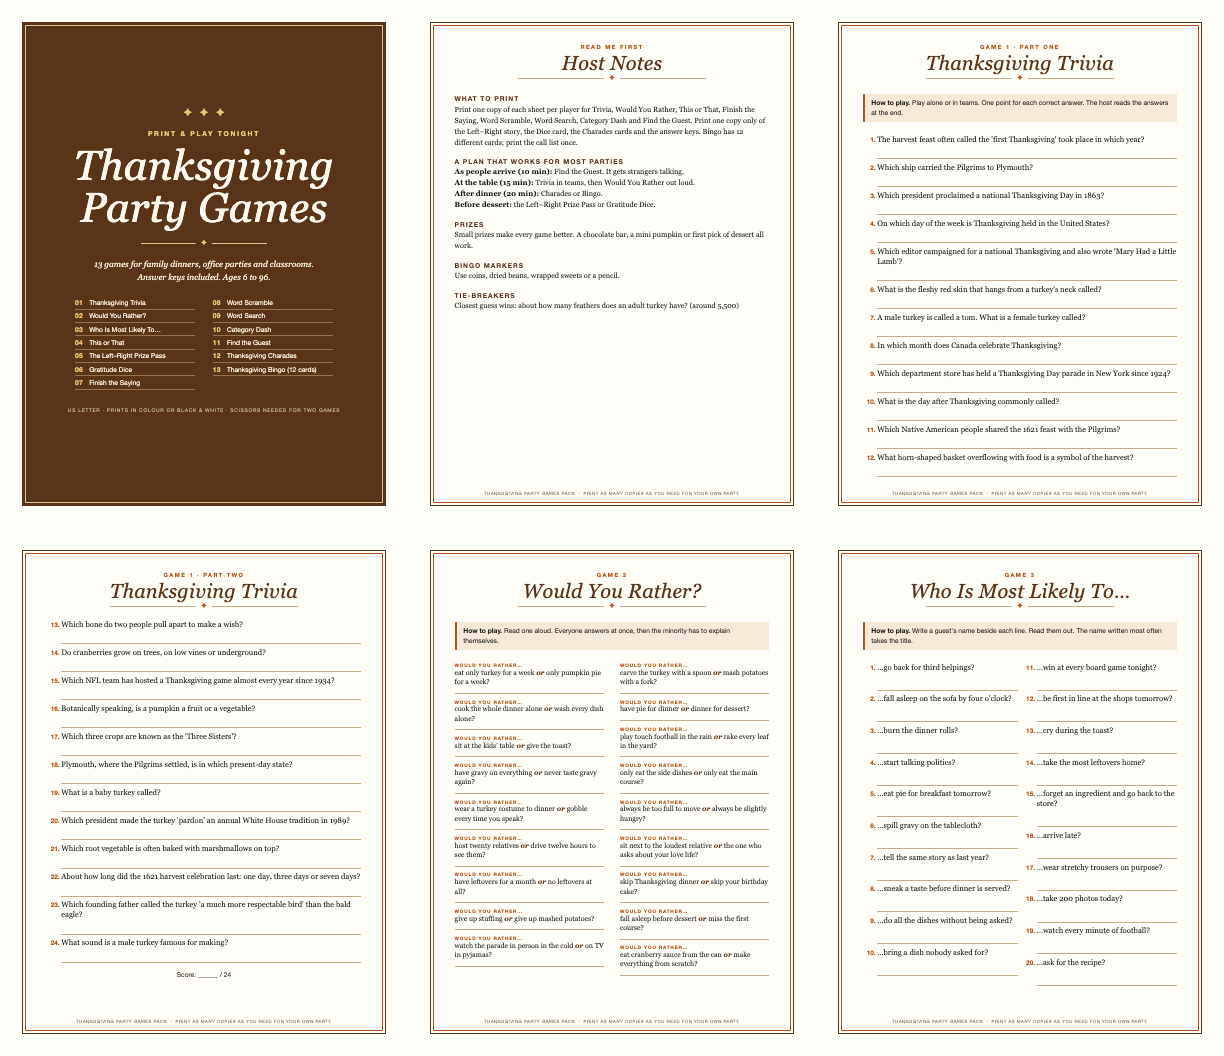 PRINT & PLAY TONIGHT
Thanksgiving
Party Games
13 games for family dinners, office parties and classrooms.
Answer keys included. Ages 6 to 96.
01 Thanksgiving Trivia
02 Would You Rather?
03 Who Is Most Likely To...
04 This or That
05 The Left–Right Prize Pass
06 Gratitude Dice
07 Finish the Saying
08 Word Scramble
09 Word Search
10 Category Dash
11 Find the Guest
12 Thanksgiving Charades
13 Thanksgiving Bingo (12 cards)
US LETTER · PRINTS IN COLOUR OR BLACK & WHITE · SCISSORS NEEDED FOR TWO GAMES
READ ME FIRST
Host Notes
WHAT TO PRINT
Print one copy of each sheet per player for Trivia, Would You Rather, This or That, Finish the
Saying, Word Scramble, Word Search, Category Dash and Find the Guest. Print one copy only of
the Left–Right story, the Dice card, the Charades cards and the answer keys. Bingo has 12
different cards; print the call list once.
A PLAN THAT WORKS FOR MOST PARTIES
As people arrive (10 min): Find the Guest. It gets strangers talking.
At the table (15 min): Trivia in teams, then Would You Rather out loud.
After dinner (20 min): Charades or Bingo.
Before dessert: the Left–Right Prize Pass or Gratitude Dice.
PRIZES
Small prizes make every game better. A chocolate bar, a mini pumpkin or first pick of dessert all
work.
BINGO MARKERS
Use coins, dried beans, wrapped sweets or a pencil.
TIE-BREAKERS
Closest guess wins: about how many feathers does an adult turkey have? (around 5,500)
THANKSGIVING PARTY GAMES PACK · PRINT AS MANY COPIES AS YOU NEED FOR YOUR OWN PARTY
GAME 1 · PART ONE
Thanksgiving Trivia
How to play. Play alone or in teams. One point for each correct answer. The host reads the answers
at the end.
1. The harvest feast often called the 'first Thanksgiving' took place in which year?
2. Which ship carried the Pilgrims to Plymouth?
3. Which president proclaimed a national Thanksgiving Day in 1863?
4. On which day of the week is Thanksgiving held in the United States?
5. Which editor campaigned for a national Thanksgiving and also wrote 'Mary Had a Little
Lamb'?
6. What is the fleshy red skin that hangs from a turkey's neck called?
7. A male turkey is called a tom. What is a female turkey called?
8. In which month does Canada celebrate Thanksgiving?
9. Which department store has held a Thanksgiving Day parade in New York since 1924?
10. What is the day after Thanksgiving commonly called?
11. Which Native American people shared the 1621 feast with the Pilgrims?
12. What horn-shaped basket overflowing with food is a symbol of the harvest?
THANKSGIVING PARTY GAMES PACK · PRINT AS MANY COPIES AS YOU NEED FOR YOUR OWN PARTY
GAME 1 · PART TWO
Thanksgiving Trivia
13. Which bone do two people pull apart to make a wish?
14. Do cranberries grow on trees, on low vines or underground?
15. Which NFL team has hosted a Thanksgiving game almost every year since 1934?
16. Botanically speaking, is a pumpkin a fruit or a vegetable?
17. Which three crops are known as the 'Three Sisters'?
18. Plymouth, where the Pilgrims settled, is in which present-day state?
19. What is a baby turkey called?
20. Which president made the turkey 'pardon' an annual White House tradition in 1989?
21. Which root vegetable is often baked with marshmallows on top?
22. About how long did the 1621 harvest celebration last: one day, three days or seven days?
23. Which founding father called the turkey 'a much more respectable bird' than the bald
eagle?
24. What sound is a male turkey famous for making?
Score: _____ / 24
THANKSGIVING PARTY GAMES PACK · PRINT AS MANY COPIES AS YOU NEED FOR YOUR OWN PARTY
GAME 2
Would You Rather?
How to play. Read one aloud. Everyone answers at once, then the minority has to explain
themselves.
WOULD YOU RATHER...
eat only turkey for a week or only pumpkin pie
for a week?
WOULD YOU RATHER...
cook the whole dinner alone or wash every dish
alone?
WOULD YOU RATHER...
sit at the kids' table or give the toast?
WOULD YOU RATHER...
have gravy on everything or never taste gravy
again?
WOULD YOU RATHER...
wear a turkey costume to dinner or gobble
every time you speak?
WOULD YOU RATHER...
host twenty relatives or drive twelve hours to
see them?
WOULD YOU RATHER...
have leftovers for a month or no leftovers at
all?
WOULD YOU RATHER...
give up stuffing or give up mashed potatoes?
WOULD YOU RATHER...
watch the parade in person in the cold or on TV
in pyjamas?
WOULD YOU RATHER...
carve the turkey with a spoon or mash potatoes
with a fork?
WOULD YOU RATHER...
have pie for dinner or dinner for dessert?
WOULD YOU RATHER...
play touch football in the rain or rake every leaf
in the yard?
WOULD YOU RATHER...
only eat the side dishes or only eat the main
course?
WOULD YOU RATHER...
always be too full to move or always be slightly
hungry?
WOULD YOU RATHER...
sit next to the loudest relative or the one who
asks about your love life?
WOULD YOU RATHER...
skip Thanksgiving dinner or skip your birthday
cake?
WOULD YOU RATHER...
fall asleep before dessert or miss the first
course?
WOULD YOU RATHER...
eat cranberry sauce from the can or make
everything from scratch?
THANKSGIVING PARTY GAMES PACK · PRINT AS MANY COPIES AS YOU NEED FOR YOUR OWN PARTY
GAME 3
Who Is Most Likely To...
How to play. Write a guest's name beside each line. Read them out. The name written most often
takes the title.
1. ...go back for third helpings?
2. ...fall asleep on the sofa by four o'clock?
3. ...burn the dinner rolls?
4. ...start talking politics?
5. ...eat pie for breakfast tomorrow?
6. ...spill gravy on the tablecloth?
7. ...tell the same story as last year?
8. ...sneak a taste before dinner is served?
9. ...do all the dishes without being asked?
10. ...bring a dish nobody asked for?
11. ...win at every board game tonight?
12. ...be first in line at the shops tomorrow?
13. ...cry during the toast?
14. ...take the most leftovers home?
15. ...forget an ingredient and go back to the
store?
16. ...arrive late?
17. ...wear stretchy trousers on purpose?
18. ...take 200 photos today?
19. ...watch every minute of football?
20. ...ask for the recipe?
THANKSGIVING PARTY GAMES PACK · PRINT AS MANY COPIES AS YOU NEED FOR YOUR OWN PARTY